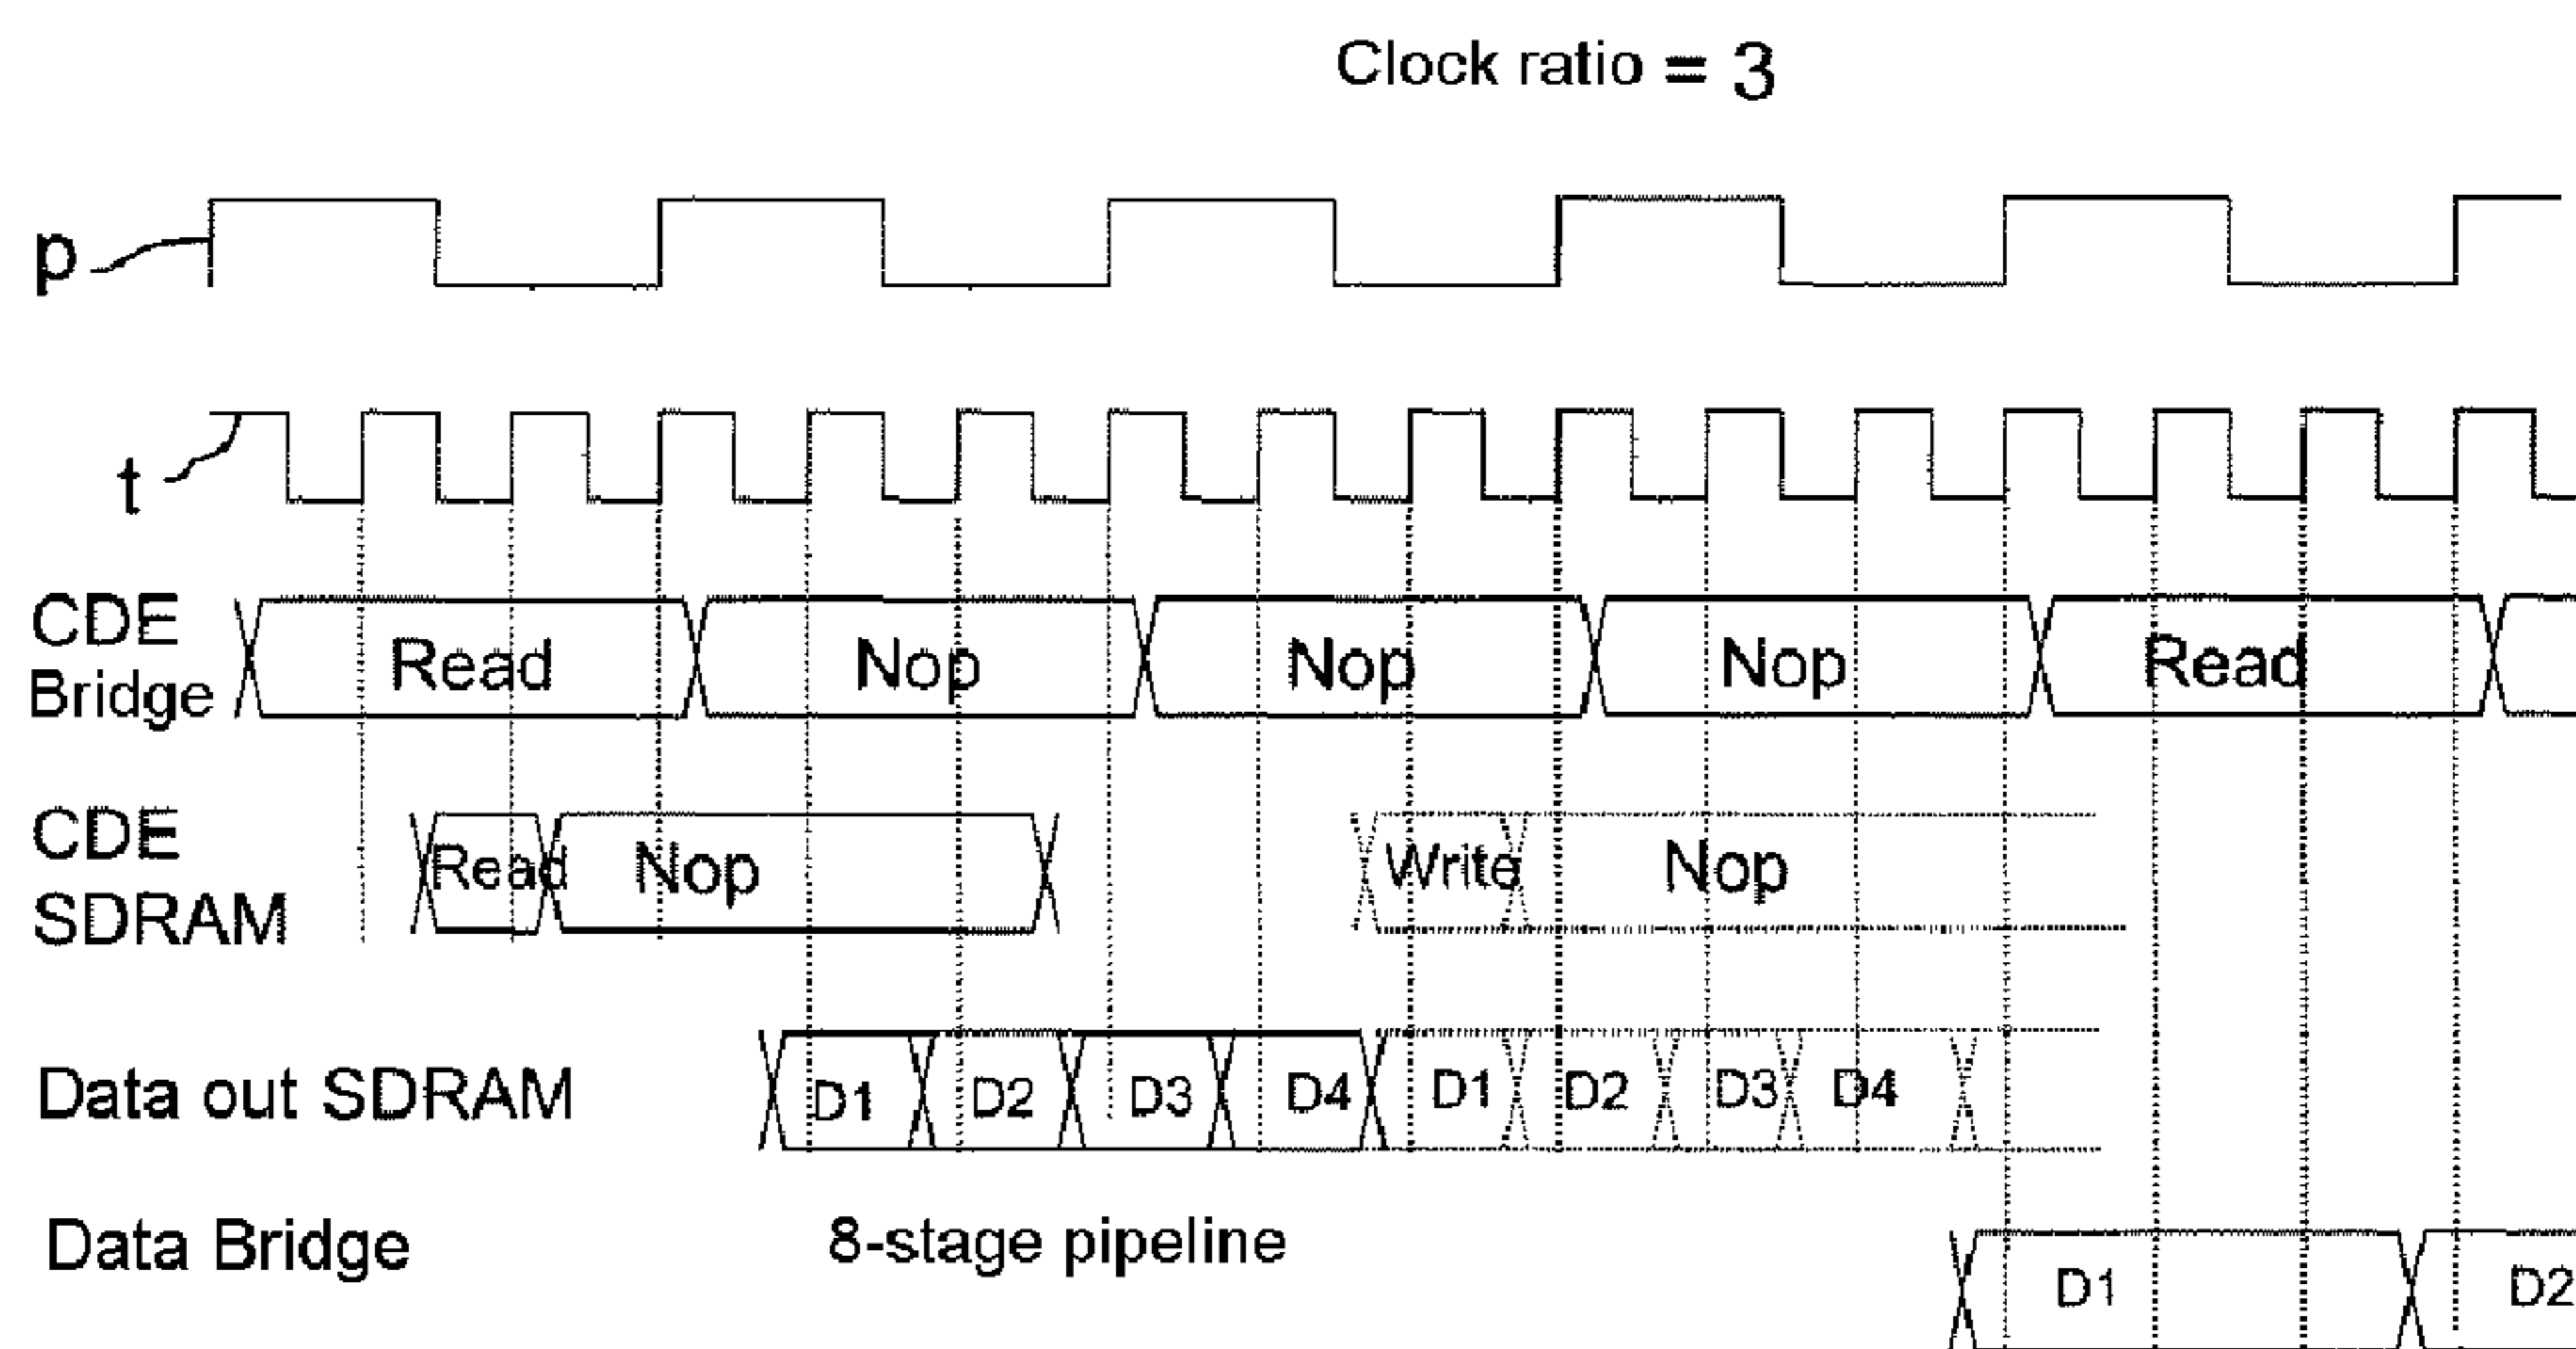 Clock ratio = 3
p
t
CDE
Bridge
Read
Nop
Nop
Nop
Read
CDE
SDRAM
Read
Nop
Write
Nop
Data out SDRAM
D1
D2
D3
D4
D1
D2
D3
D4
Data Bridge
8-stage pipeline
D1
D2